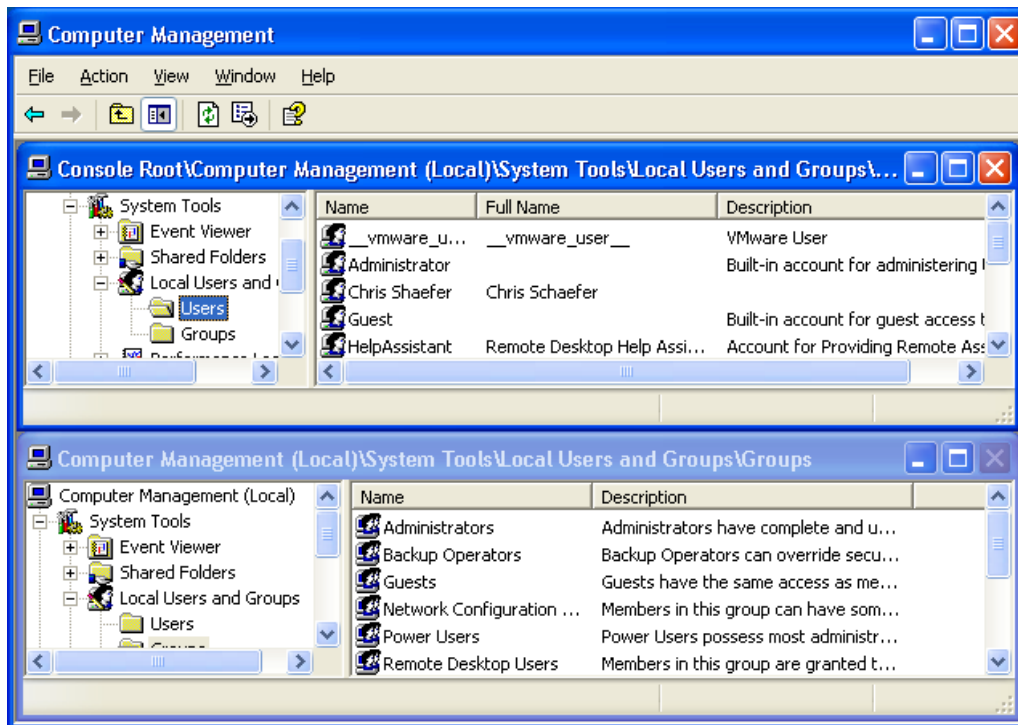 Computer Management
File Action View Window Help
Console Root\Computer Management (Local)\System Tools\Local Users and Groups\...
System Tools
Event Viewer
Shared Folders
Local Users and
Users
Groups
Name Full Name Description
__vmware_u... __vmware_user__ VMware User
Administrator Built-in account for administering
Chris Shaefer Chris Schaefer
Guest Built-in account for guest access t
HelpAssistant Remote Desktop Help Assi... Account for Providing Remote Ass
Computer Management (Local)\System Tools\Local Users and Groups\Groups
Computer Management (Local)
System Tools
Event Viewer
Shared Folders
Local Users and Groups
Users
Name Description
Administrators Administrators have complete and u...
Backup Operators Backup Operators can override secu...
Guests Guests have the same access as me...
Network Configuration ... Members in this group can have som...
Power Users Power Users possess most administr...
Remote Desktop Users Members in this group are granted t...